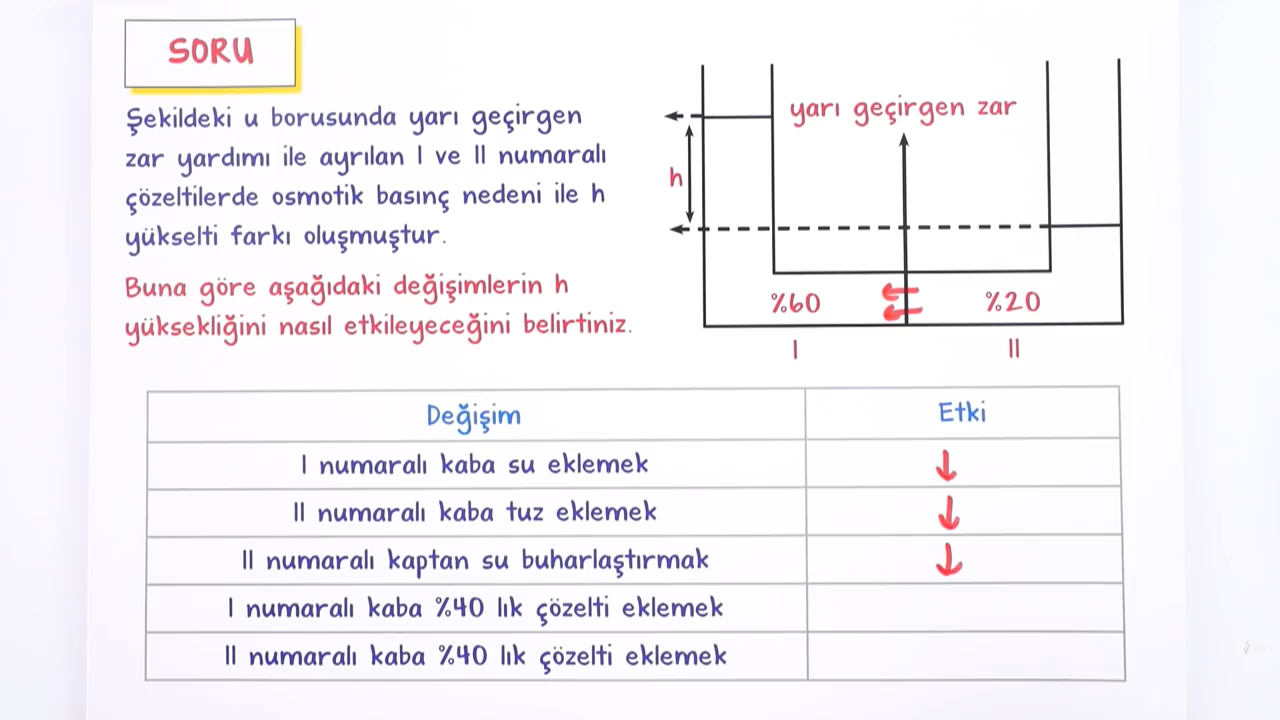 SORU
Şekildeki u borusunda yarı geçirgen
zar yardımı ile ayrılan I ve II numaralı
çözeltilerde osmotik basınç nedeni ile h
yükselti farkı oluşmuştur.
Buna göre aşağıdaki değişimlerin h
yüksekliğini nasıl etkileyeceğini belirtiniz.
yarı geçirgen zar
h
%60 %20
I II
Değişim Etki
I numaralı kaba su eklemek
II numaralı kaba tuz eklemek
II numaralı kaptan su buharlaştırmak
I numaralı kaba %40 lık çözelti eklemek
II numaralı kaba %40 lık çözelti eklemek